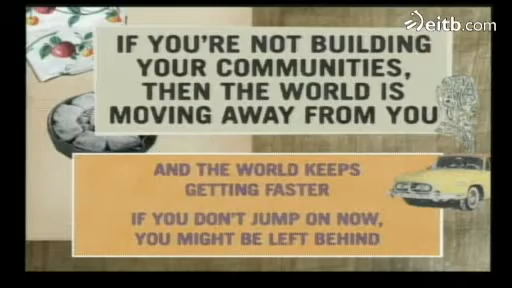 eitb.com
IF YOU'RE NOT BUILDING
YOUR COMMUNITIES,
THEN THE WORLD IS
MOVING AWAY FROM YOU
AND THE WORLD KEEPS
GETTING FASTER
IF YOU DON'T JUMP ON NOW,
YOU MIGHT BE LEFT BEHIND